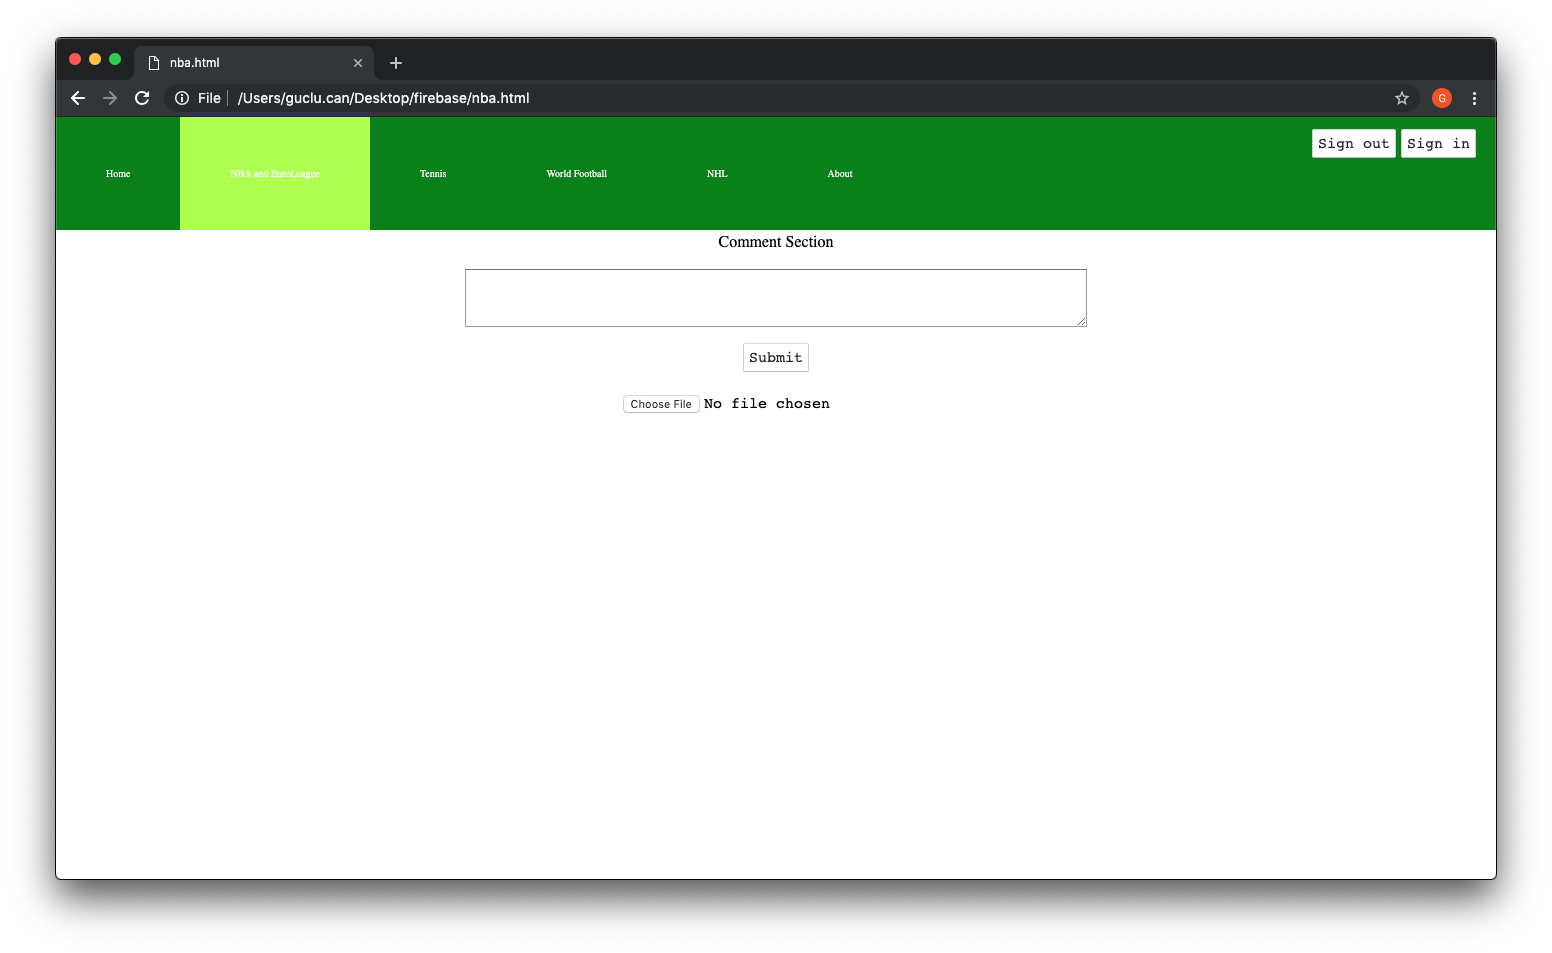 nba.html
File /Users/guclu.can/Desktop/firebase/nba.html
G
Sign out Sign in
Home NBA and EuroLeague Tennis World Football NHL About
Comment Section
Submit
Choose File No file chosen